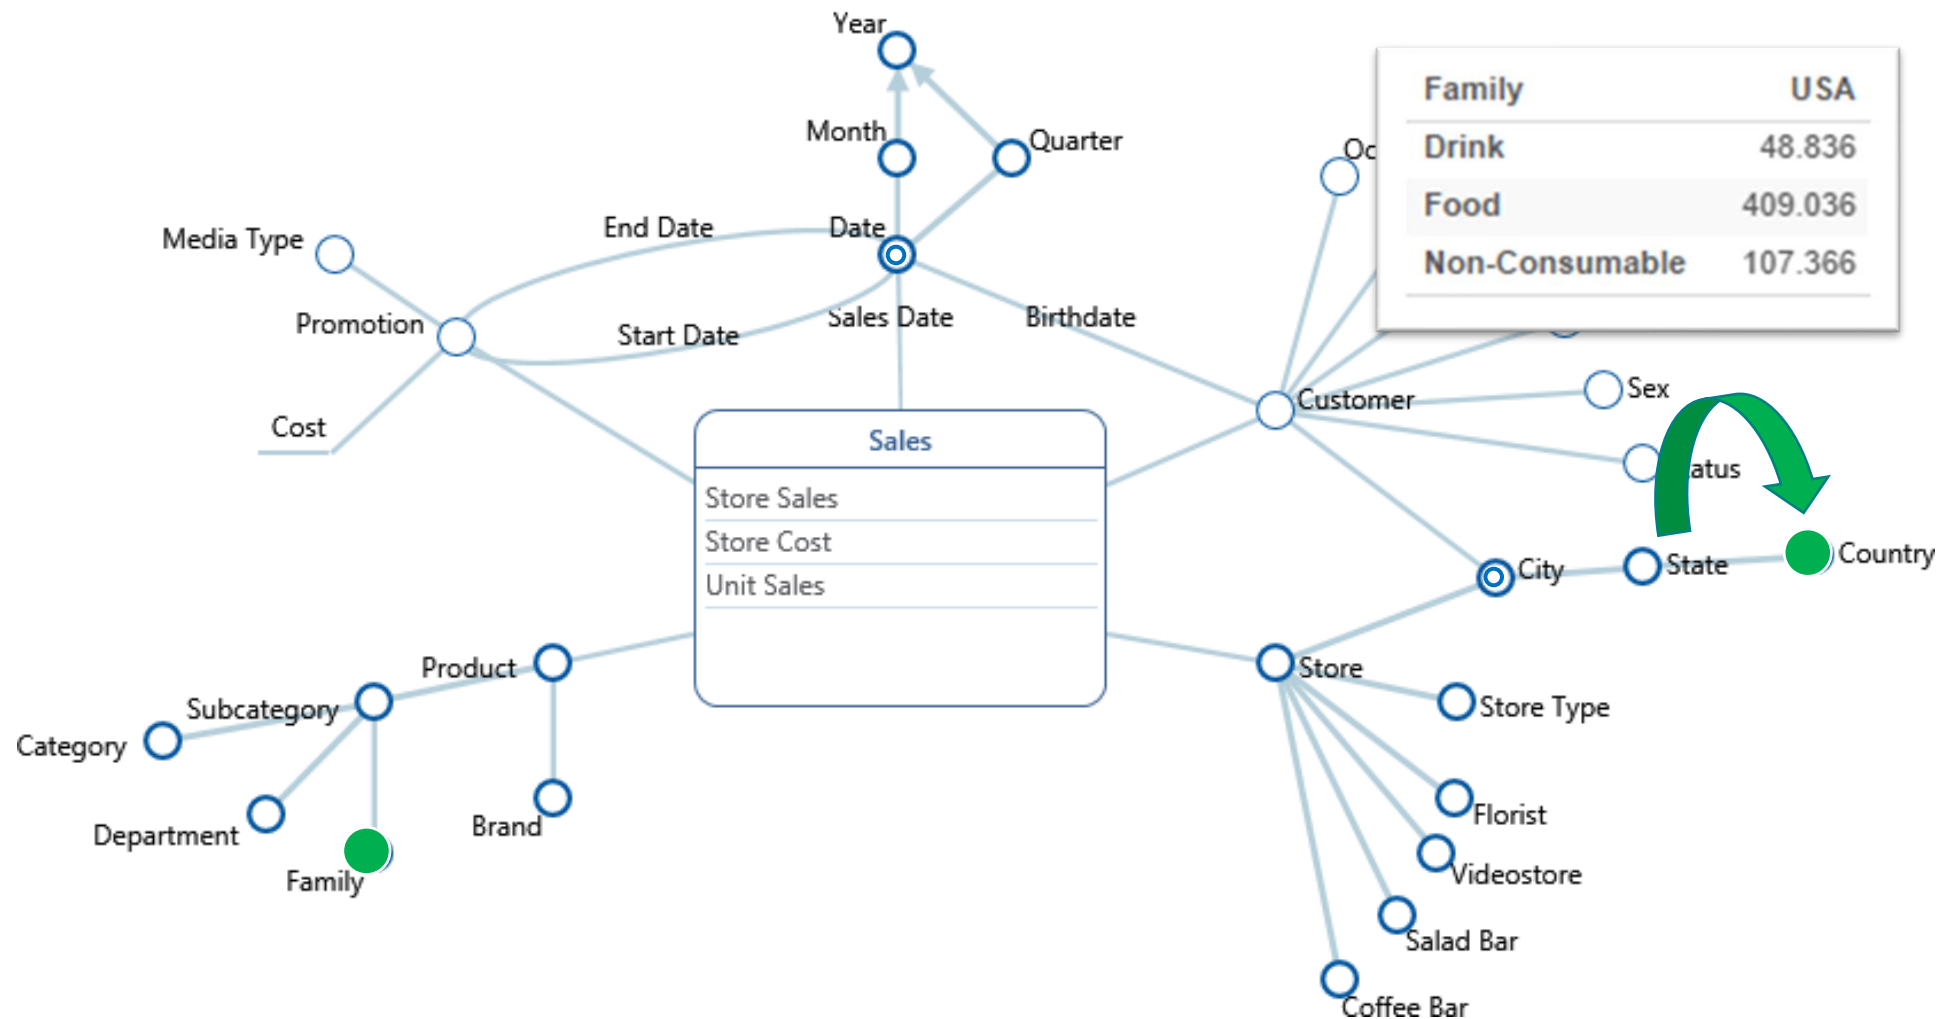 Year
Family USA
Month
Quarter
Drink 48.836
Oc
Food 409.036
Media Type
End Date
Date
Non-Consumable 107.366
Promotion
Start Date
Sales Date
Birthdate
Sex
Customer
Cost
Sales
atus
Store Sales
Store Cost
Unit Sales
City
State
Country
Product
Store
Subcategory
Store Type
Category
Department
Brand
Florist
Family
Videostore
Salad Bar
Coffee Bar